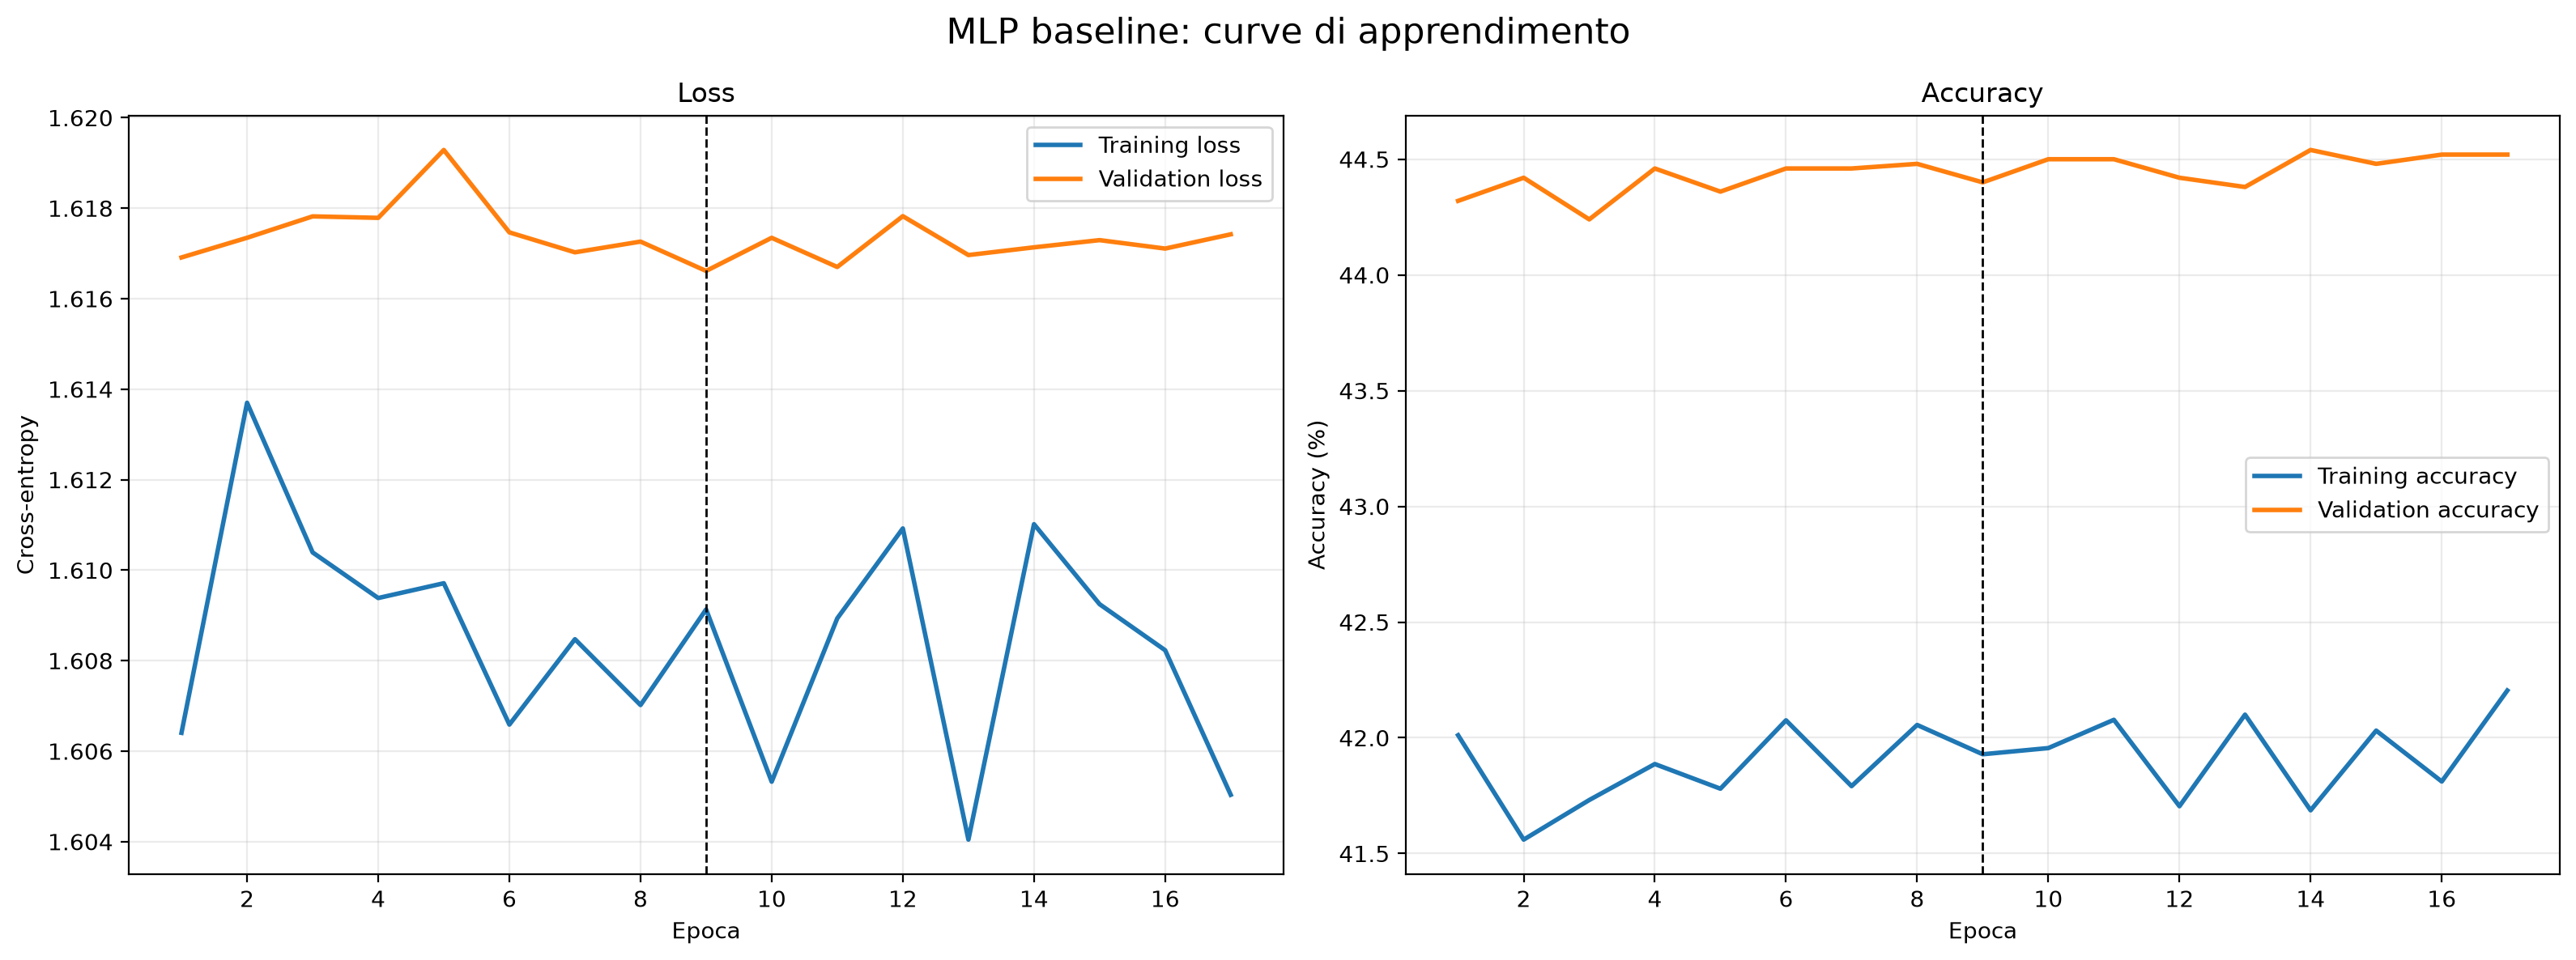 MLP baseline: curve di apprendimento
Loss
1.620
1.618
1.616
1.614
1.612
1.610
1.608
1.606
1.604
Cross-entropy
Training loss
Validation loss
2 4 6 8 10 12 14 16
Epoca
Accuracy
44.5
44.0
43.5
43.0
42.5
42.0
41.5
Accuracy (%)
Training accuracy
Validation accuracy
2 4 6 8 10 12 14 16
Epoca